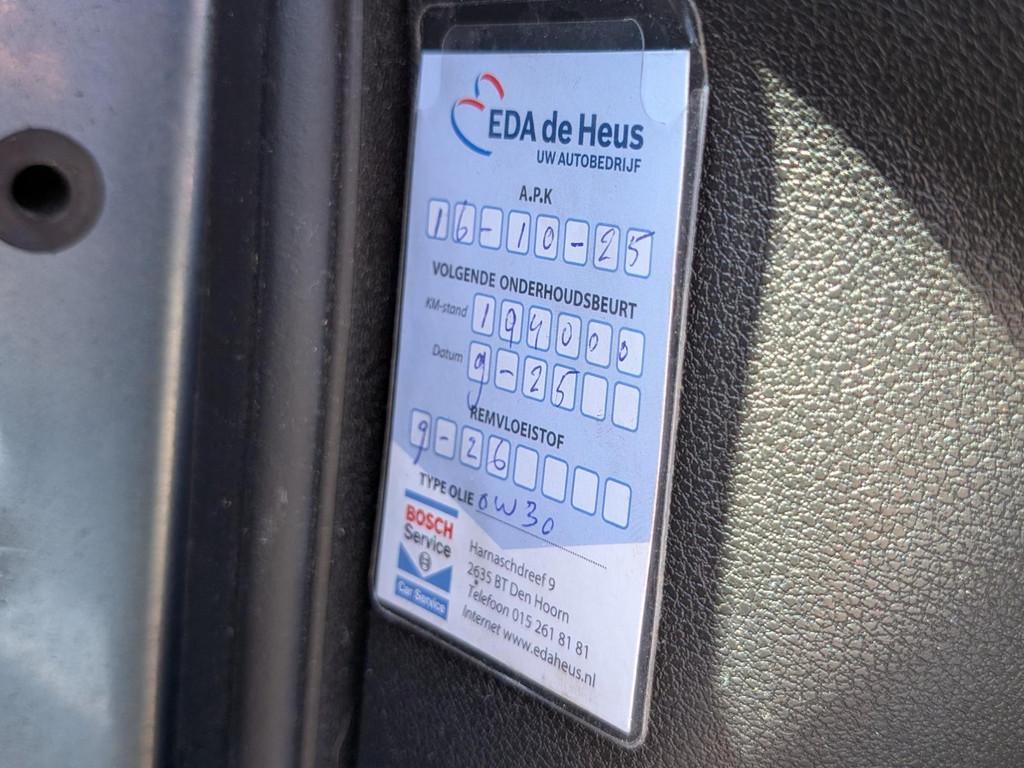 EDA de Heus
UW AUTOBEDRIJF
A.P.K
16-10-25
VOLGENDE ONDERHOUDSBEURT
KM-stand 194000
Datum 9-25
REMVLOEISTOF
9-26
TYPE OLIE 0W30
BOSCH
Service
Car Service
Harnaschdreef 9
2635 BT Den Hoorn
Telefoon 015 261 81 81
Internet www.edaheus.nl